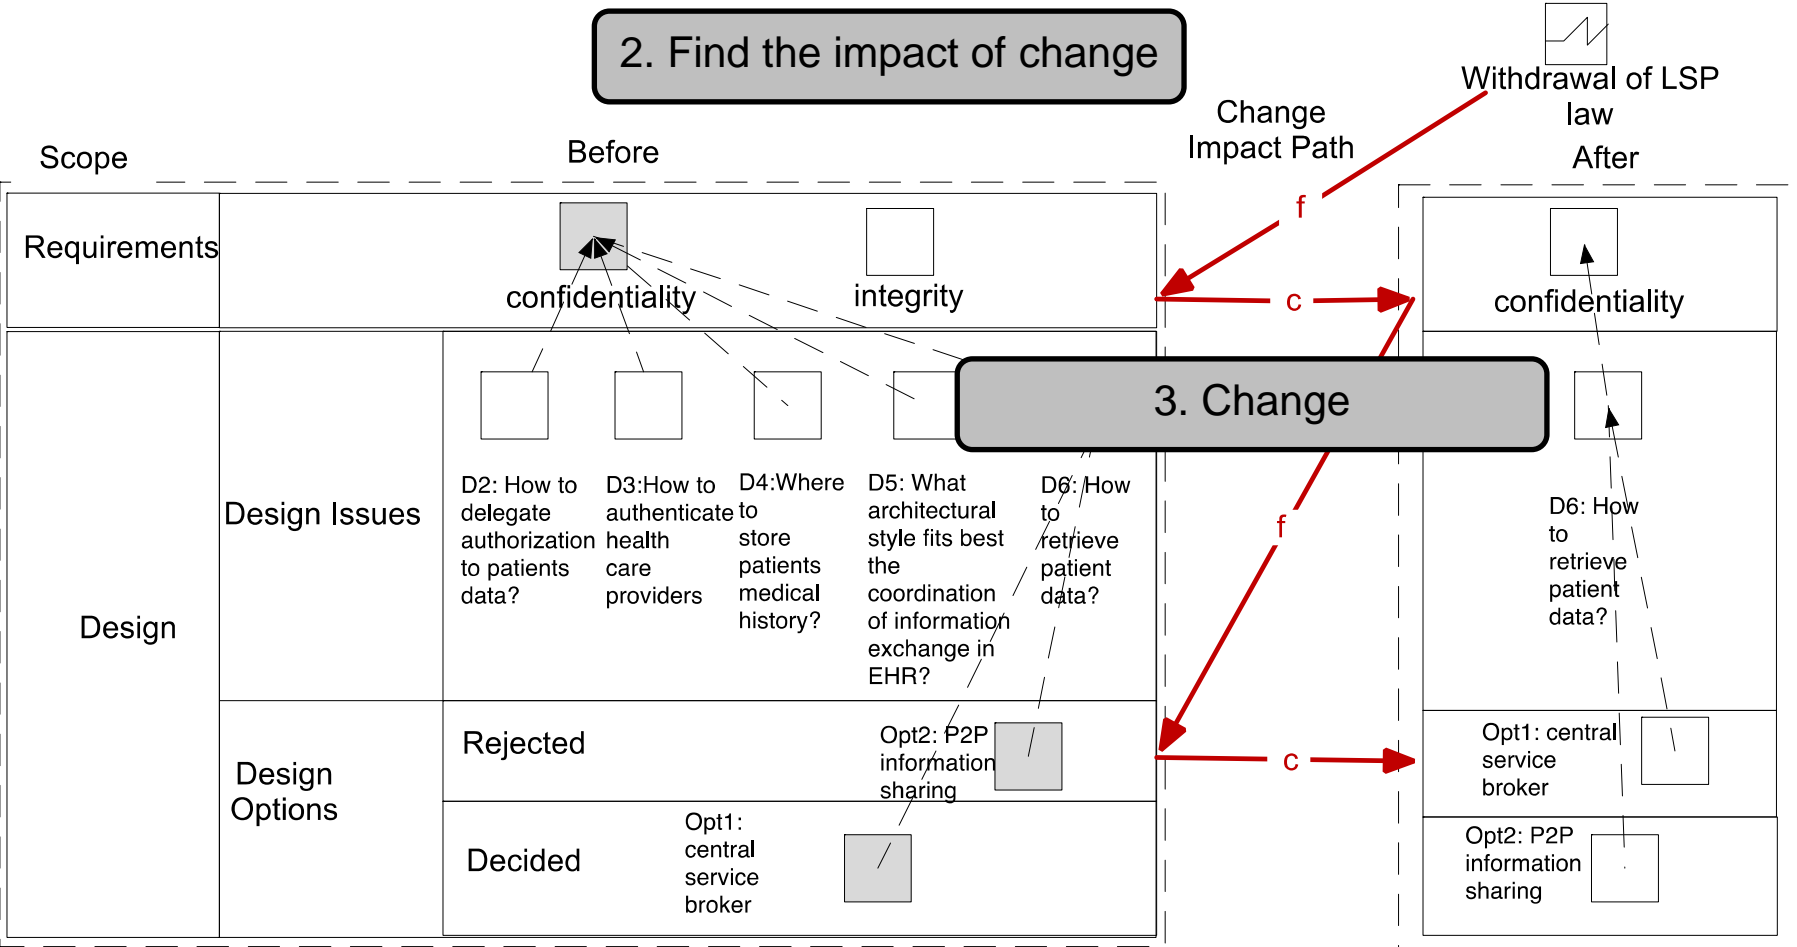 2. Find the impact of change
Withdrawal of LSP
law
Change
Impact Path
Scope
Before
After
f
Requirements
confidentiality
integrity
c
confidentiality
3. Change
Design
Design Issues
D2: How to
delegate
authorization
to patients
data?
D3:How to
authenticate
health
care
providers
D4:Where
to
store
patients
medical
history?
D5: What
architectural
style fits best
the
coordination
of information
exchange in
EHR?
D6: How
to
retrieve
patient
data?
f
D6: How
to
retrieve
patient
data?
Design
Options
Rejected
Opt2: P2P
information
sharing
c
Opt1: central
service
broker
Decided
Opt1:
central
service
broker
Opt2: P2P
information
sharing